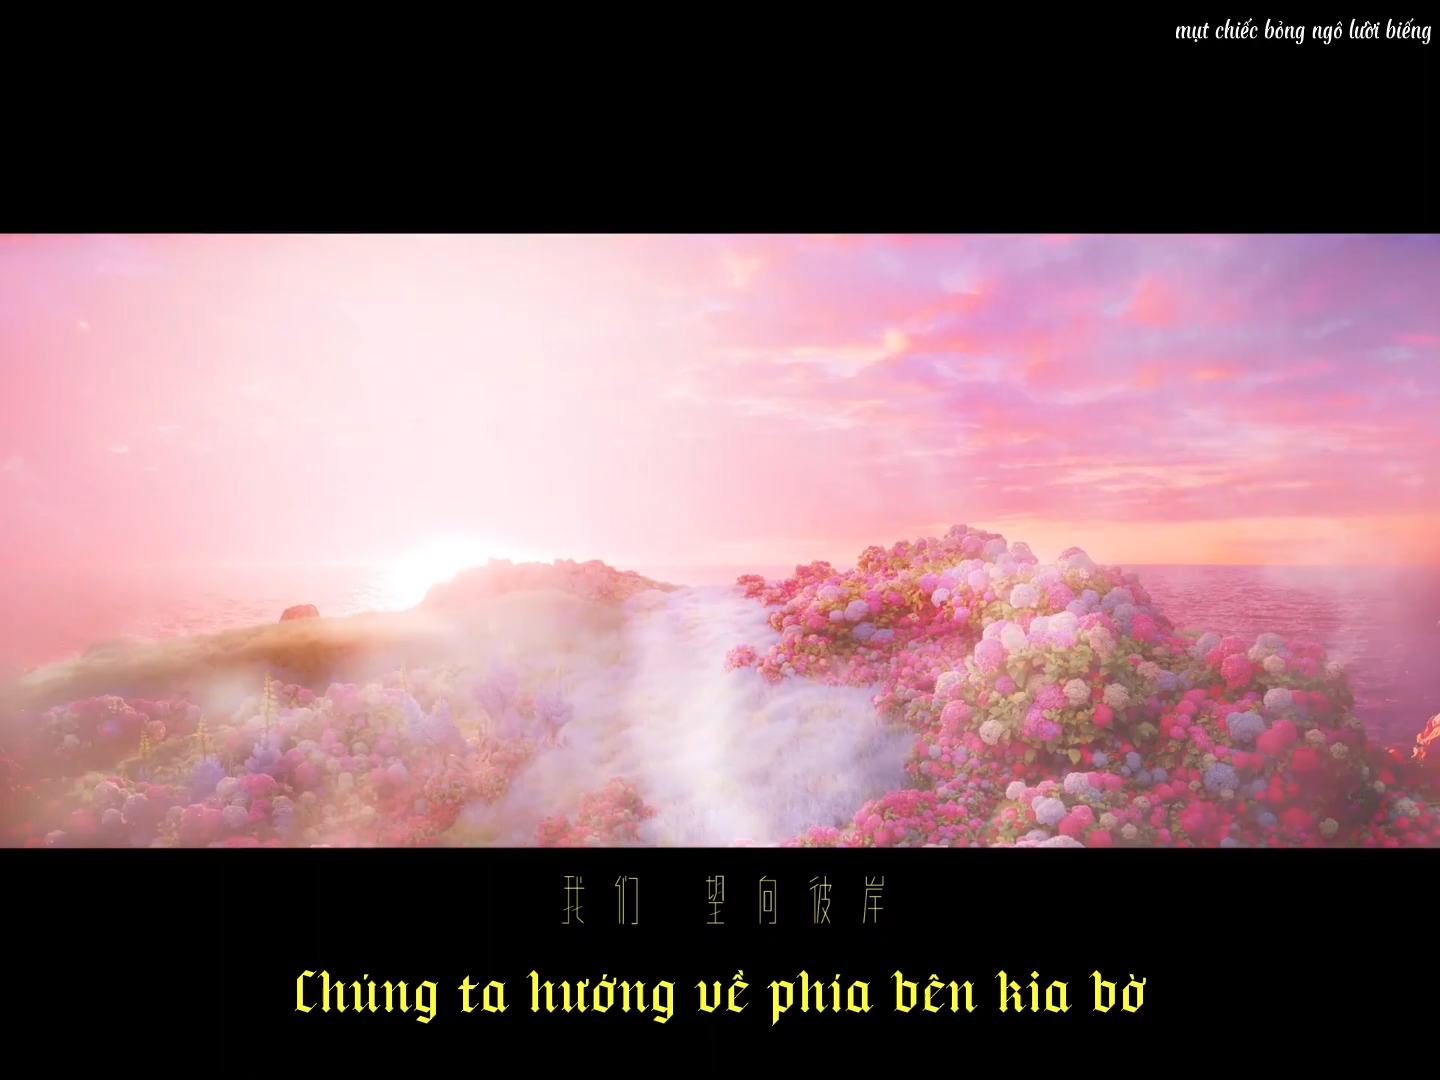 mụt chiếc bỏng ngô lười biếng
我们 望向彼岸
Chúng ta hướng về phía bên kia bờ